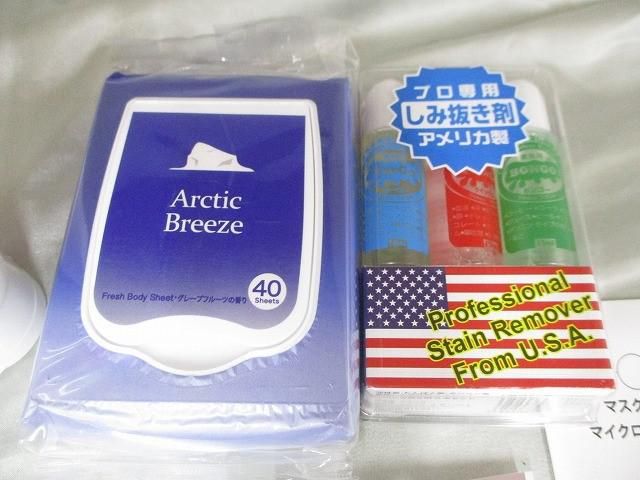 Arctic
Breeze
Fresh Body Sheet・グレープフルーツの香り
40
Sheets
プロ専用
しみ抜き剤
アメリカ製
BONGO
Professional
Stain Remover
From U.S.A.
マスク
マイクロ